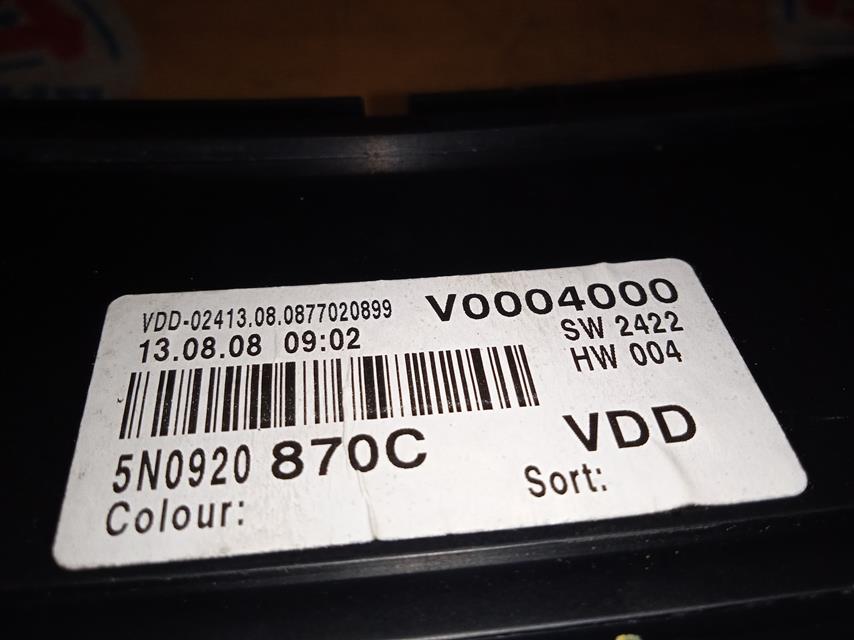 VDD-02413.08.0877020899 V0004000
13.08.08 09:02 SW 2422
HW 004
5N0920 870C VDD
Colour: Sort: